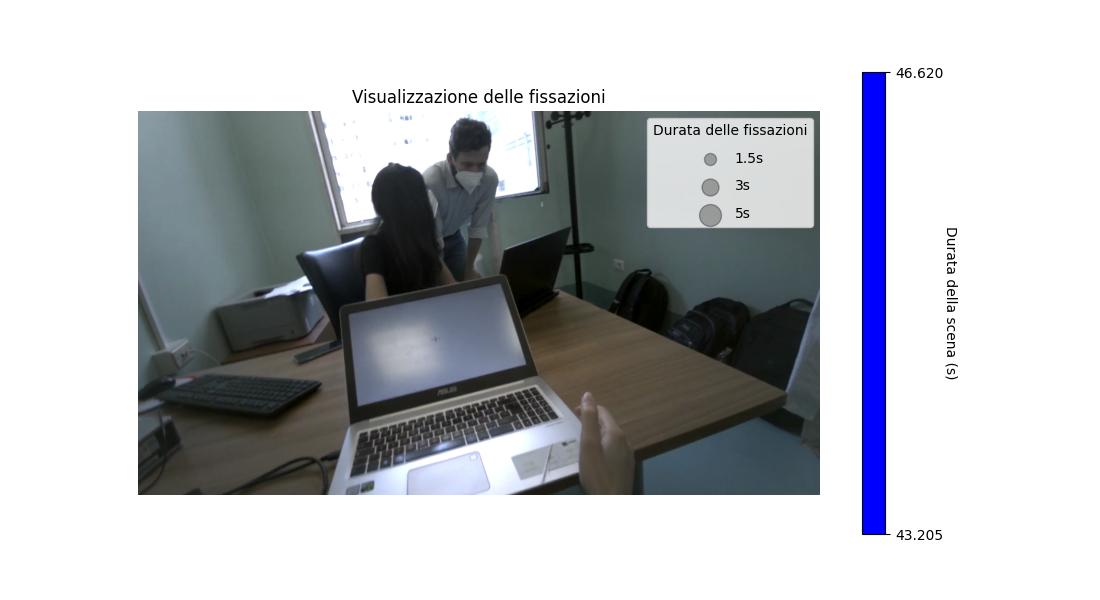 Visualizzazione delle fissazioni
Durata delle fissazioni
1.5s
3s
5s
46.620
Durata della scena (s)
43.205
ASUS